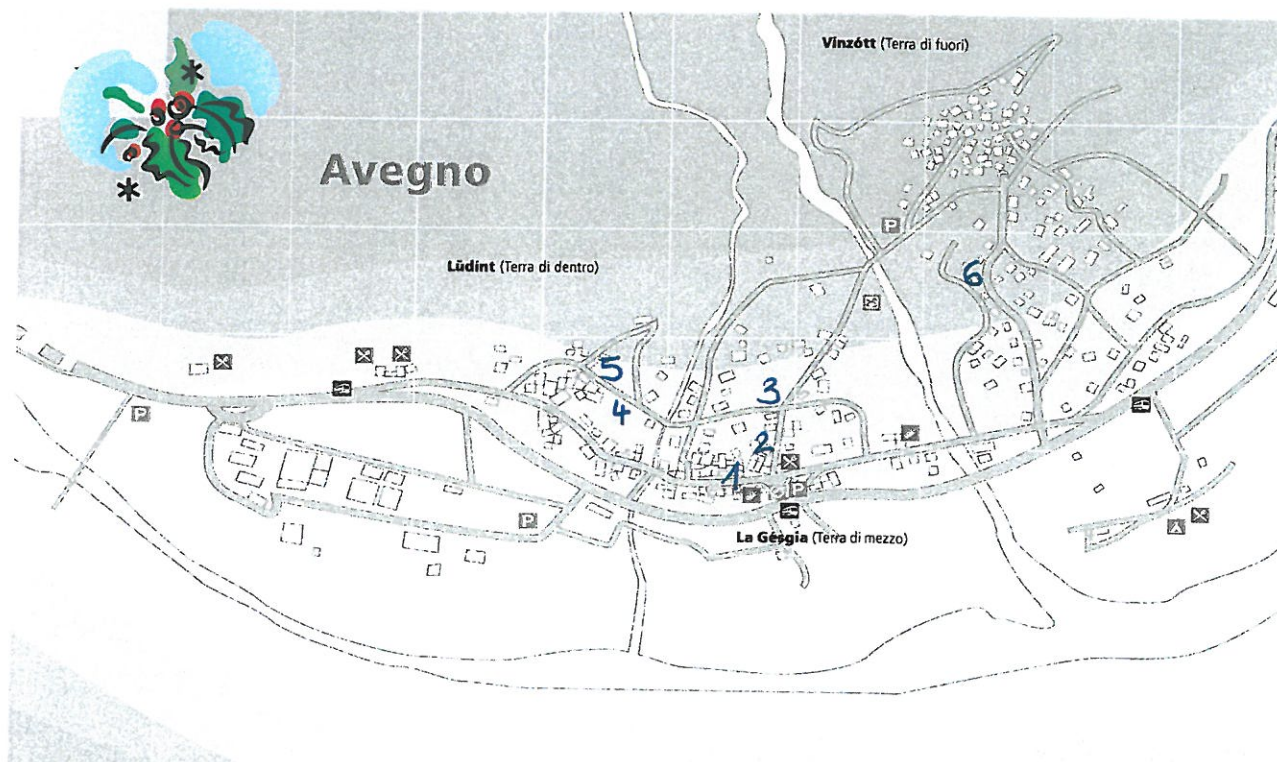 Vinzótt (Terra di fuori)
Avegno
P
Lüdint (Terra di dentro)
6
5
3
4
P
2
1
P
P
La Gésgia (Terra di mezzo)